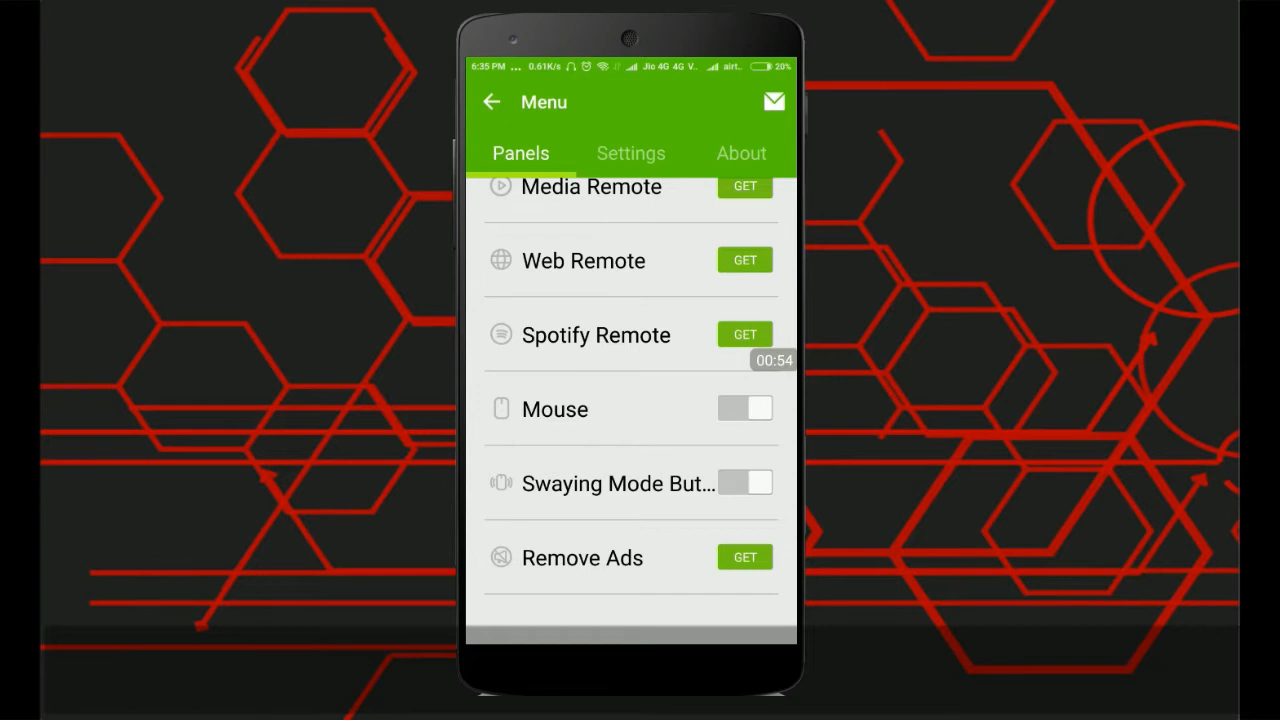 6:35 PM ... 0.61K/s Jio 4G 4G V.. airt.. 20%
Menu
Panels Settings About
Media Remote GET
Web Remote GET
Spotify Remote GET
00:54
Mouse
Swaying Mode But...
Remove Ads GET